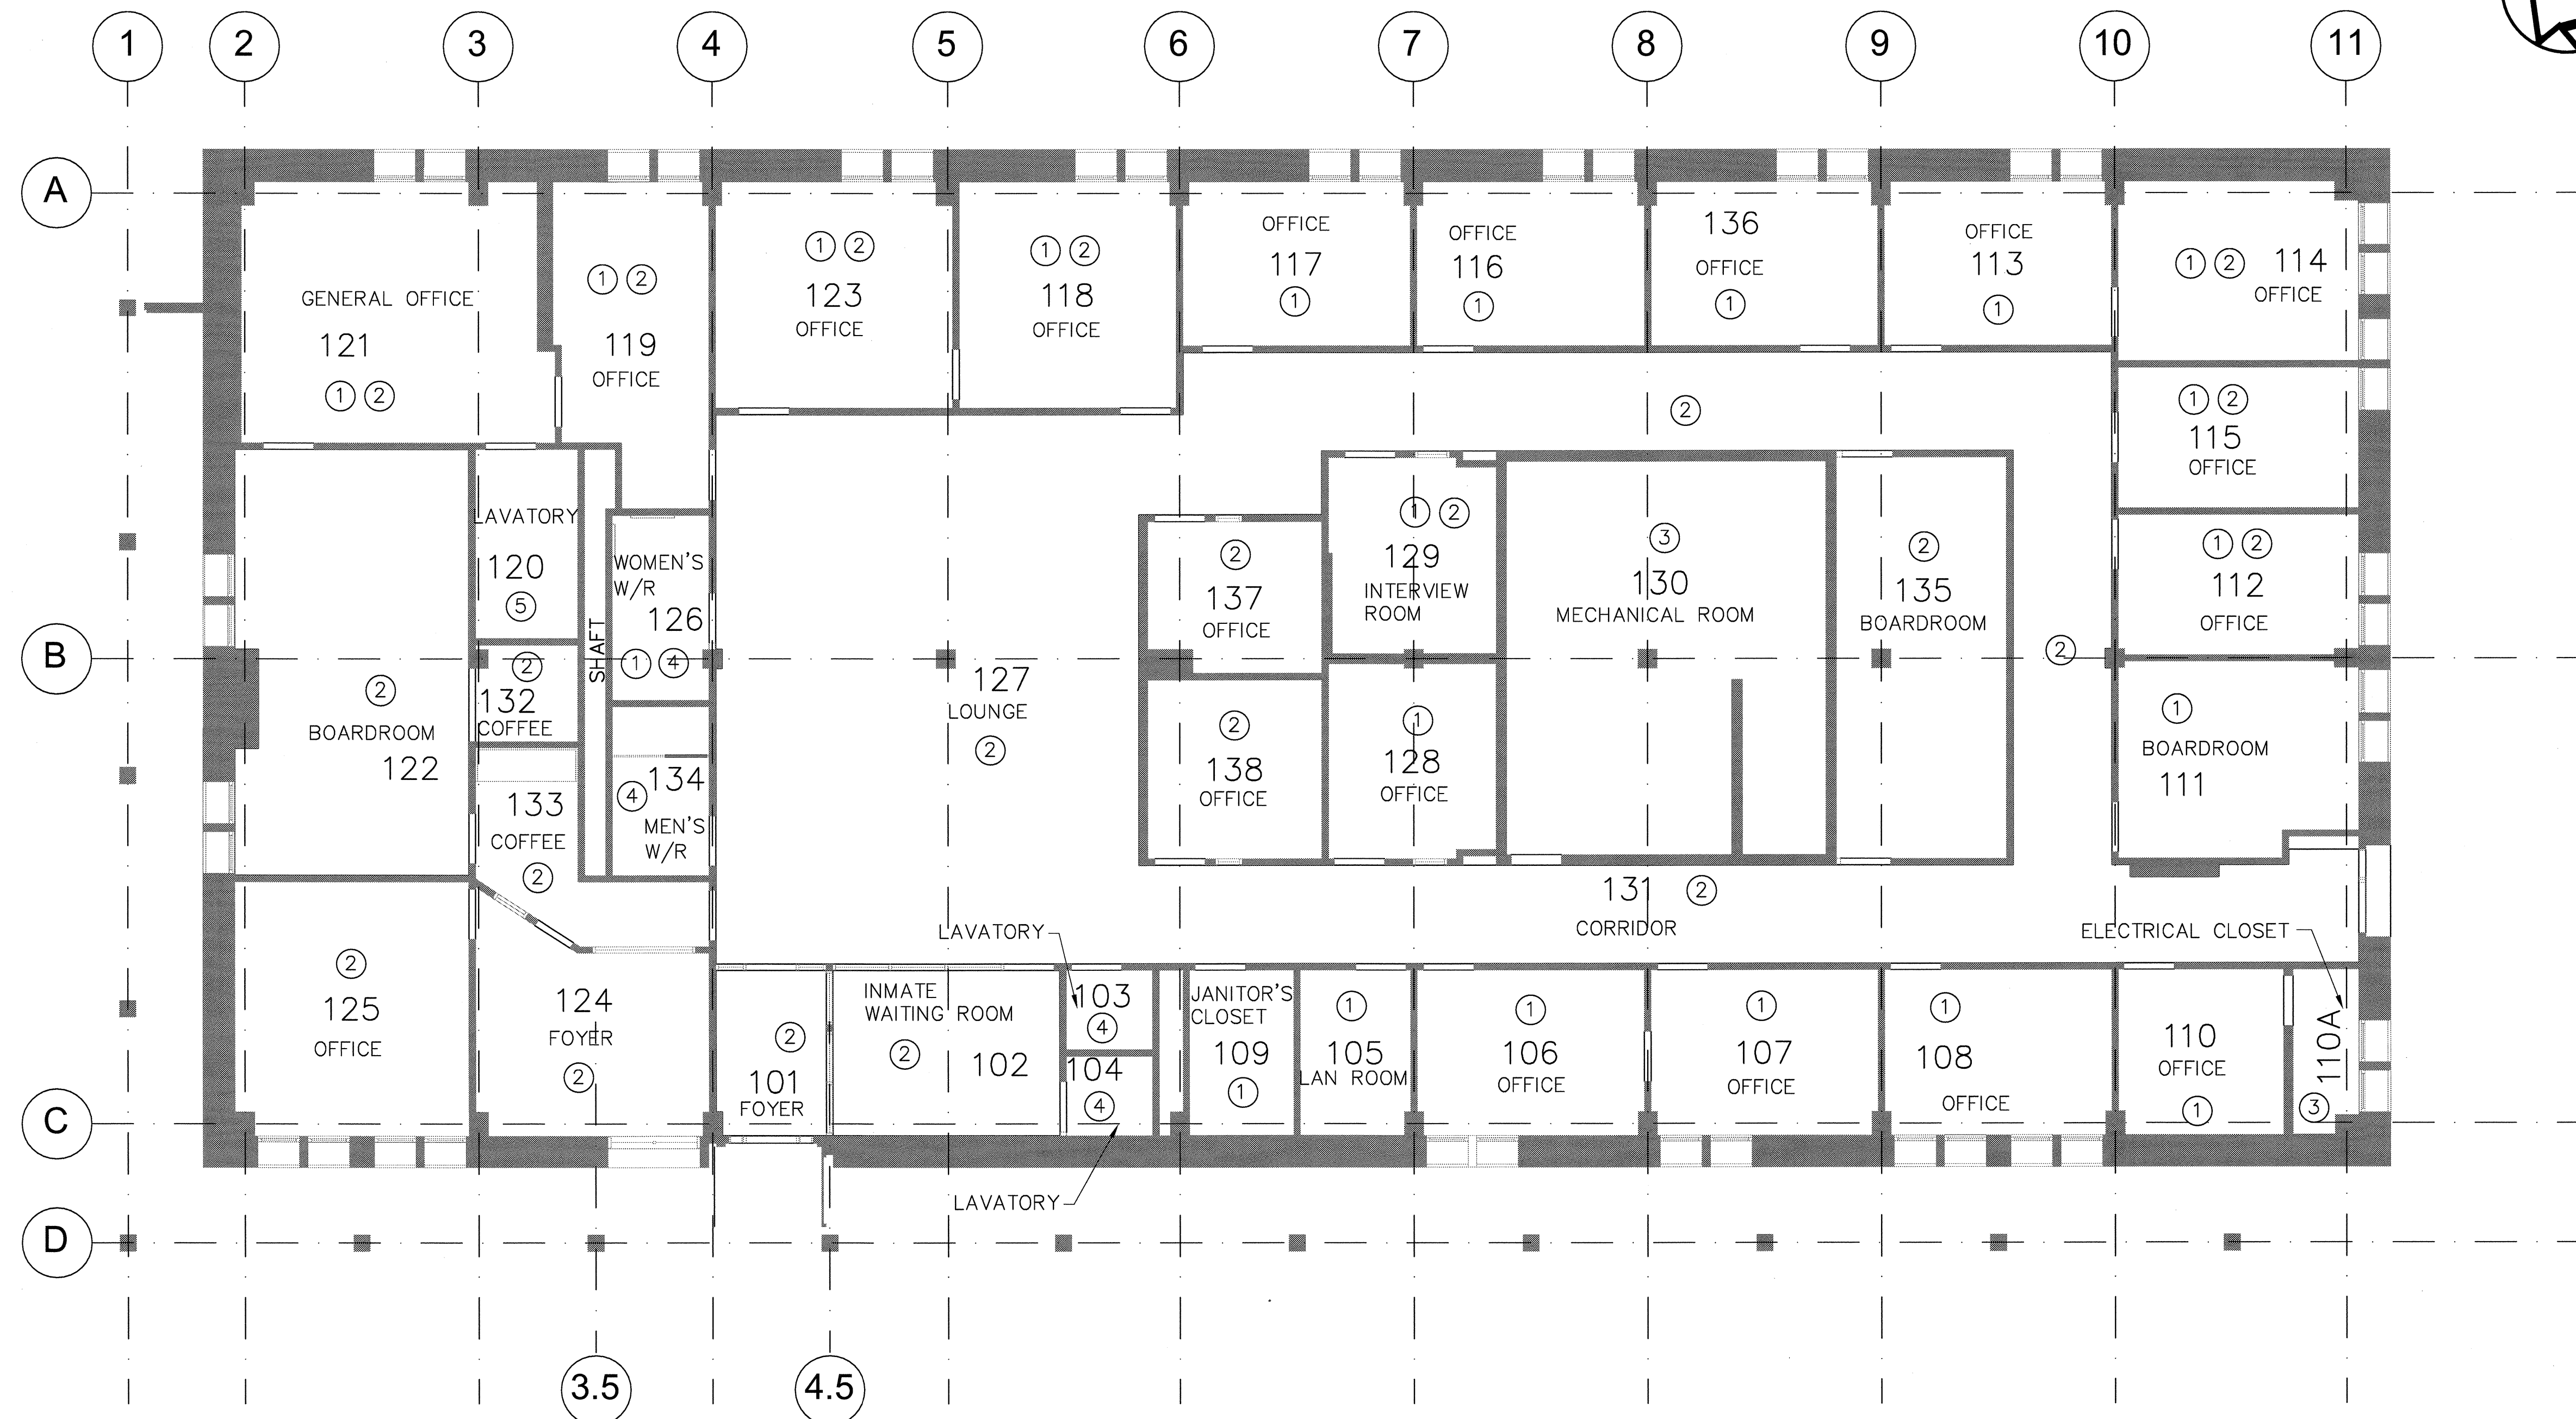 1 2 3 4 5 6 7 8 9 10 11
A
GENERAL OFFICE
121
1 2
1 2
119
OFFICE
1 2
123
OFFICE
1 2
118
OFFICE
OFFICE
117
1
OFFICE
116
1
136
OFFICE
1
OFFICE
113
1
1 2 114
OFFICE
2
1 2
115
OFFICE
LAVATORY
120
5
SHAFT
WOMEN'S
W/R
126
1 4
2
137
OFFICE
1 2
129
INTERVIEW
ROOM
3
130
MECHANICAL ROOM
2
135
BOARDROOM
1 2
112
OFFICE
B
2
BOARDROOM
122
2
132
COFFEE
133
COFFEE
2
134
4
MEN'S
W/R
127
LOUNGE
2
2
138
OFFICE
1
128
OFFICE
2
1
BOARDROOM
111
131 2
CORRIDOR
LAVATORY
ELECTRICAL CLOSET
2
125
OFFICE
124
FOYER
2
2
101
FOYER
INMATE
WAITING ROOM
2
102
103
4
104
4
JANITOR'S
CLOSET
109
1
1
105
LAN ROOM
1
106
OFFICE
1
107
OFFICE
1
108
OFFICE
110
OFFICE
1
110A
3
C
LAVATORY
D
3.5 4.5